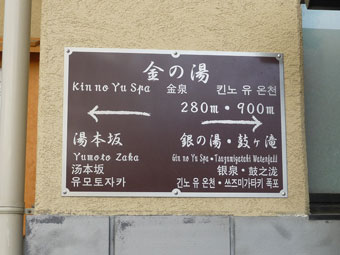 金の湯
Kin no Yu Spa 金泉 킨노 유 온천
280m・900m
湯本坂 銀の湯・鼓ヶ滝
Yumoto Zaka Gin no Yu Spa・Tsuzumigataki Waterfall
汤本坂 银泉・鼓之泷
유모토자카 긴노 유 온천・쓰즈미가타키 폭포